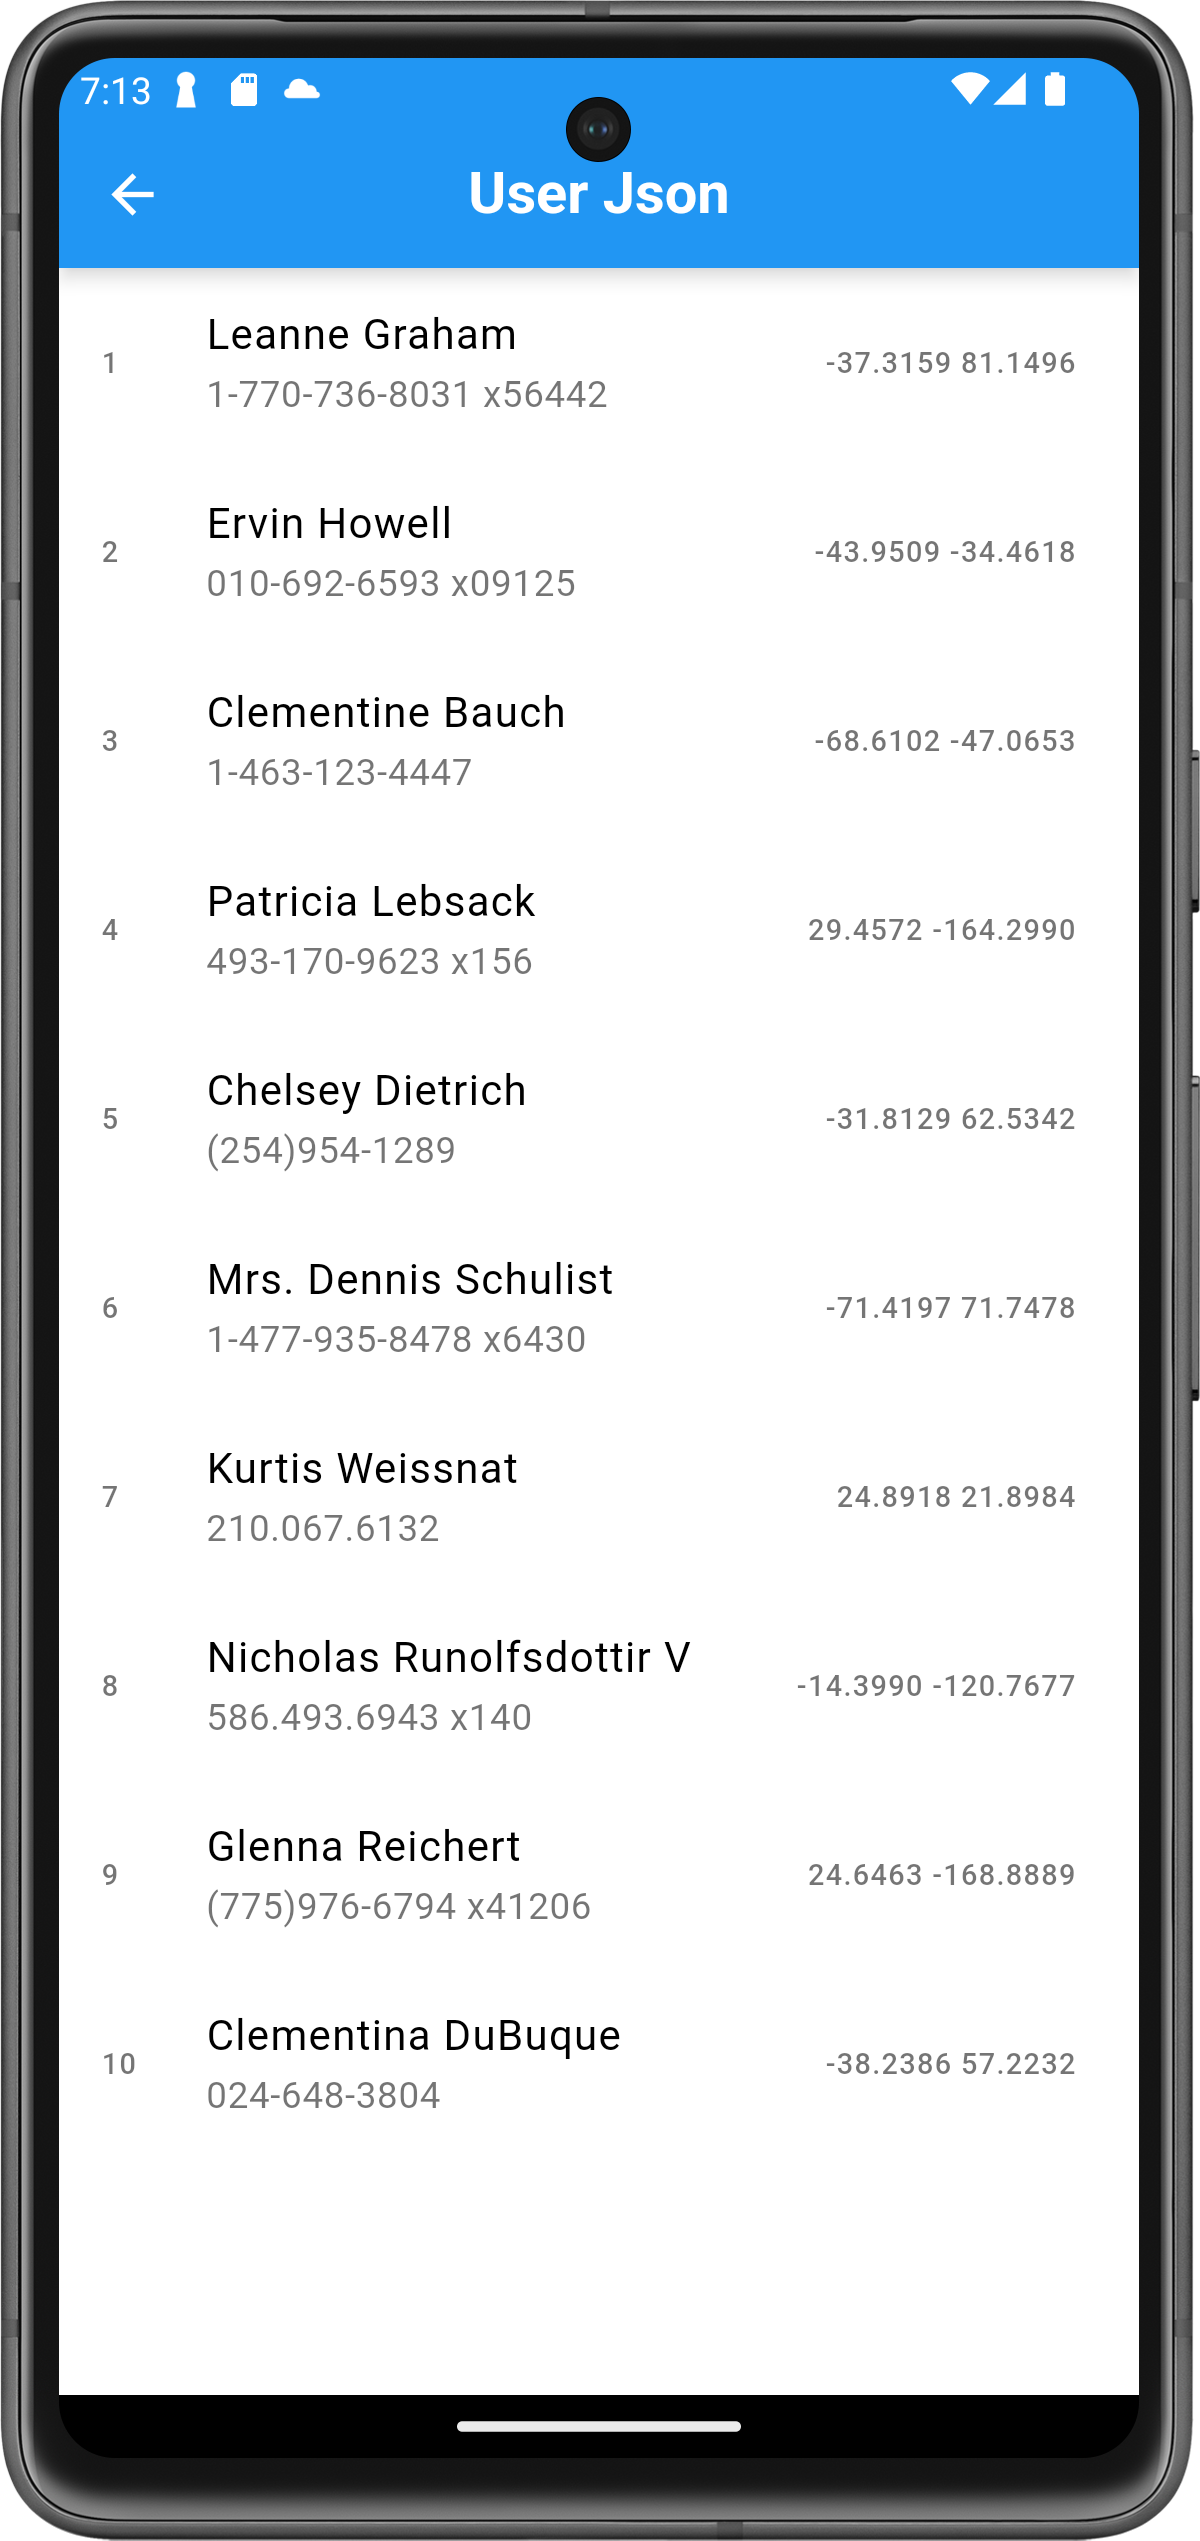 7:13
User Json
1
Leanne Graham
1-770-736-8031 x56442
-37.3159 81.1496
2
Ervin Howell
010-692-6593 x09125
-43.9509 -34.4618
3
Clementine Bauch
1-463-123-4447
-68.6102 -47.0653
4
Patricia Lebsack
493-170-9623 x156
29.4572 -164.2990
5
Chelsey Dietrich
(254)954-1289
-31.8129 62.5342
6
Mrs. Dennis Schulist
1-477-935-8478 x6430
-71.4197 71.7478
7
Kurtis Weissnat
210.067.6132
24.8918 21.8984
8
Nicholas Runolfsdottir V
586.493.6943 x140
-14.3990 -120.7677
9
Glenna Reichert
(775)976-6794 x41206
24.6463 -168.8889
10
Clementina DuBuque
024-648-3804
-38.2386 57.2232